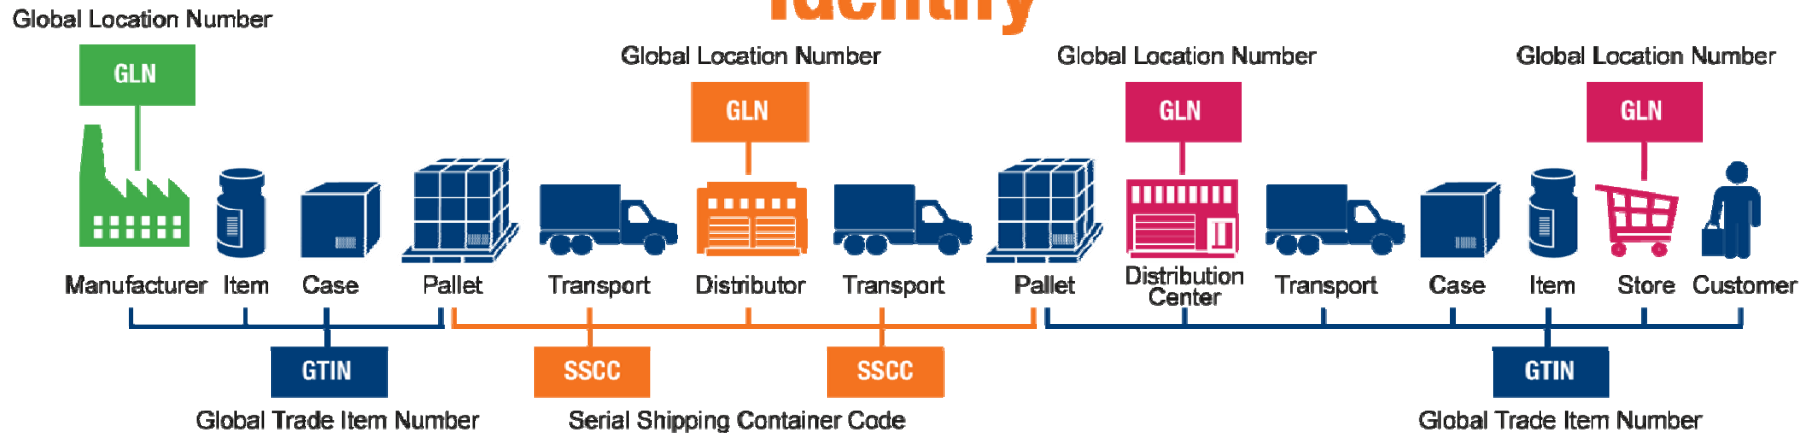 Identify
Global Location Number
GLN
Global Location Number
GLN
Global Location Number
GLN
Global Location Number
GLN
Manufacturer
Item
Case
Pallet
Transport
Distributor
Transport
Pallet
Distribution
Center
Transport
Case
Item
Store
Customer
GTIN
SSCC
SSCC
GTIN
Global Trade Item Number
Serial Shipping Container Code
Global Trade Item Number